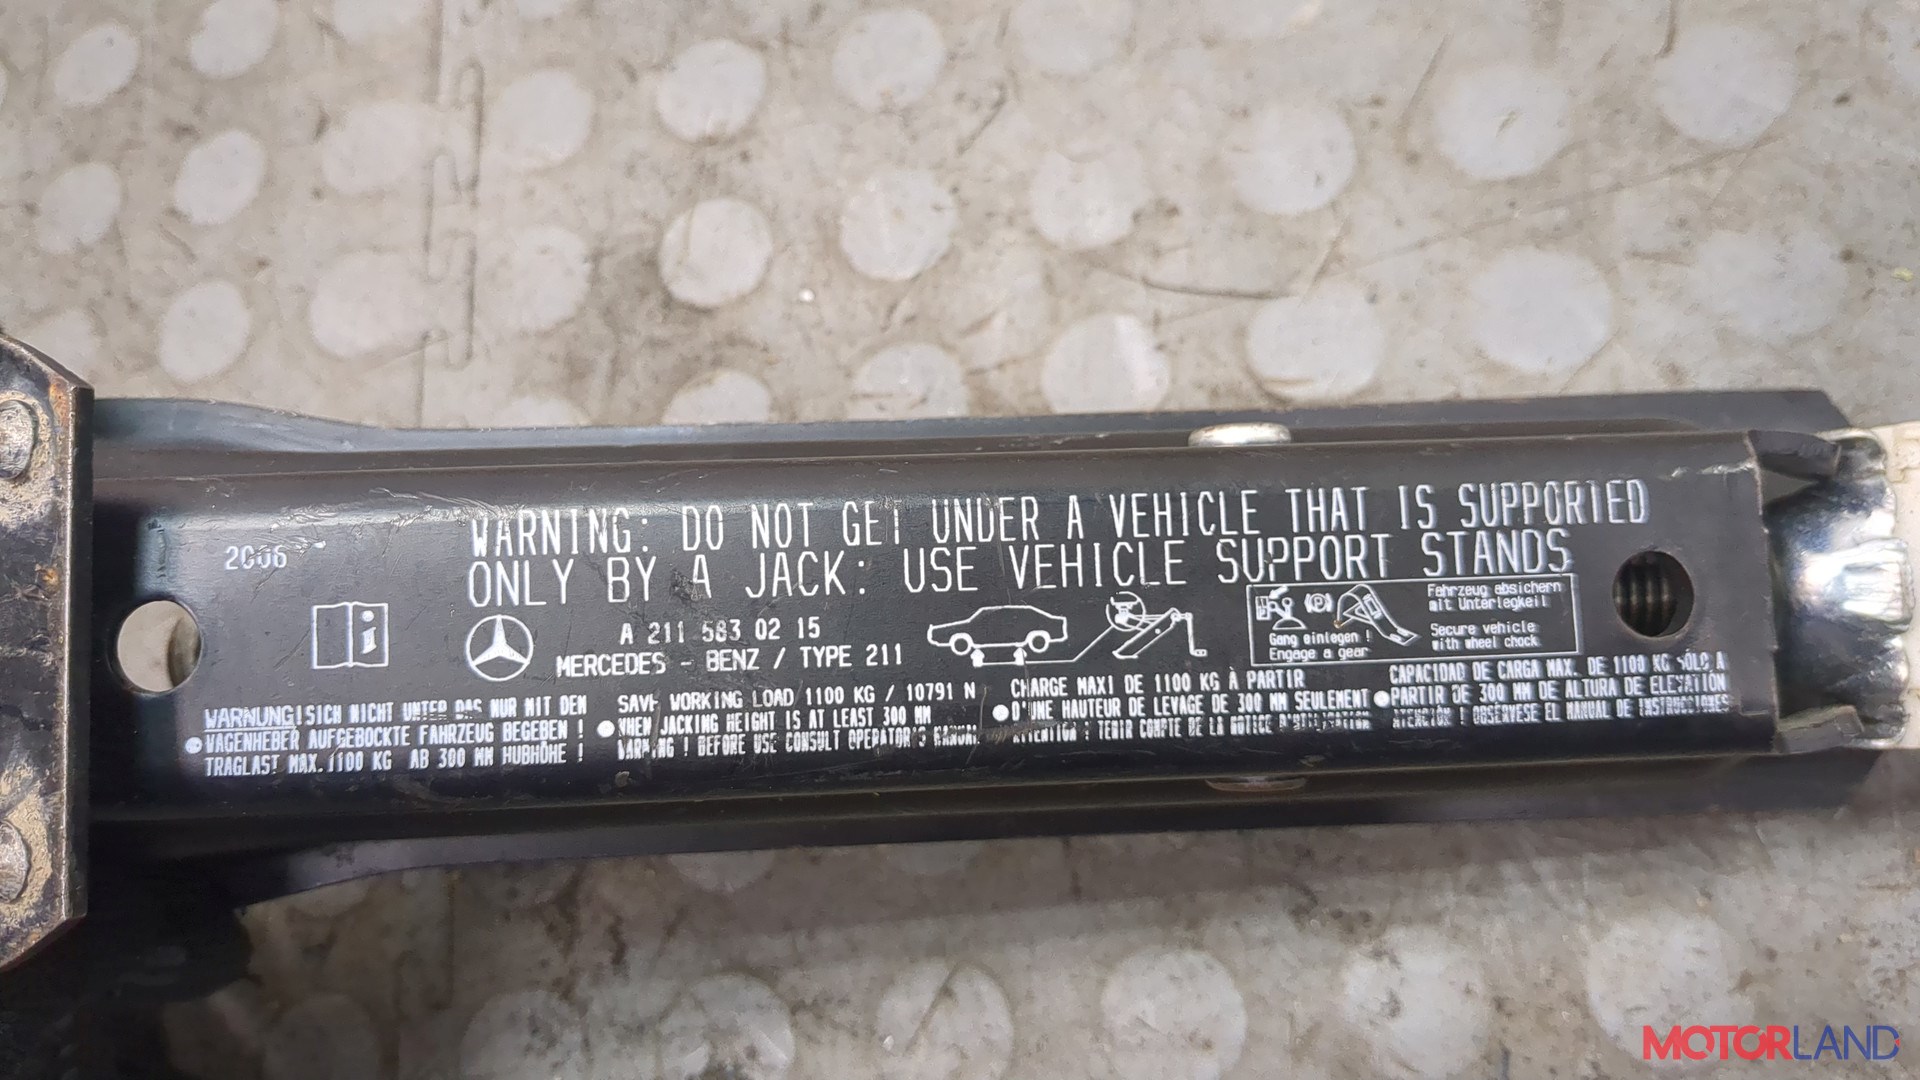 WARNING: DO NOT GET UNDER A VEHICLE THAT IS SUPPORTED
ONLY BY A JACK: USE VEHICLE SUPPORT STANDS
2006
A 211 583 02 15
MERCEDES - BENZ / TYPE 211
Gang einlegen !
Engage a gear
Fahrzeug absichern
mit Unterlegkeil
Secure vehicle
with wheel chock
WARNUNG! SICH NICHT UNTER DAS NUR MIT DEM
WAGENHEBER AUFGEBOCKTE FAHRZEUG BEGEBEN !
TRAGLAST MAX. 1100 KG AB 300 MM HUBHÖHE !
SAVE WORKING LOAD 1100 KG / 10791 N
WHEN JACKING HEIGHT IS AT LEAST 300 MM
WARNING ! BEFORE USE CONSULT OPERATOR'S MANUAL
CHARGE MAXI DE 1100 KG À PARTIR
D'UNE HAUTEUR DE LEVAGE DE 300 MM SEULEMENT
ATTENTION : TENIR COMPTE DE LA NOTICE D'UTILISATION
CAPACIDAD DE CARGA MAX. DE 1100 KG SÓLO A
PARTIR DE 300 MM DE ALTURA DE ELEVATIÓN
ATENCIÓN ! OBSÉRVESE EL MANUAL DE INSTRUCCIONES
MOTORLAND